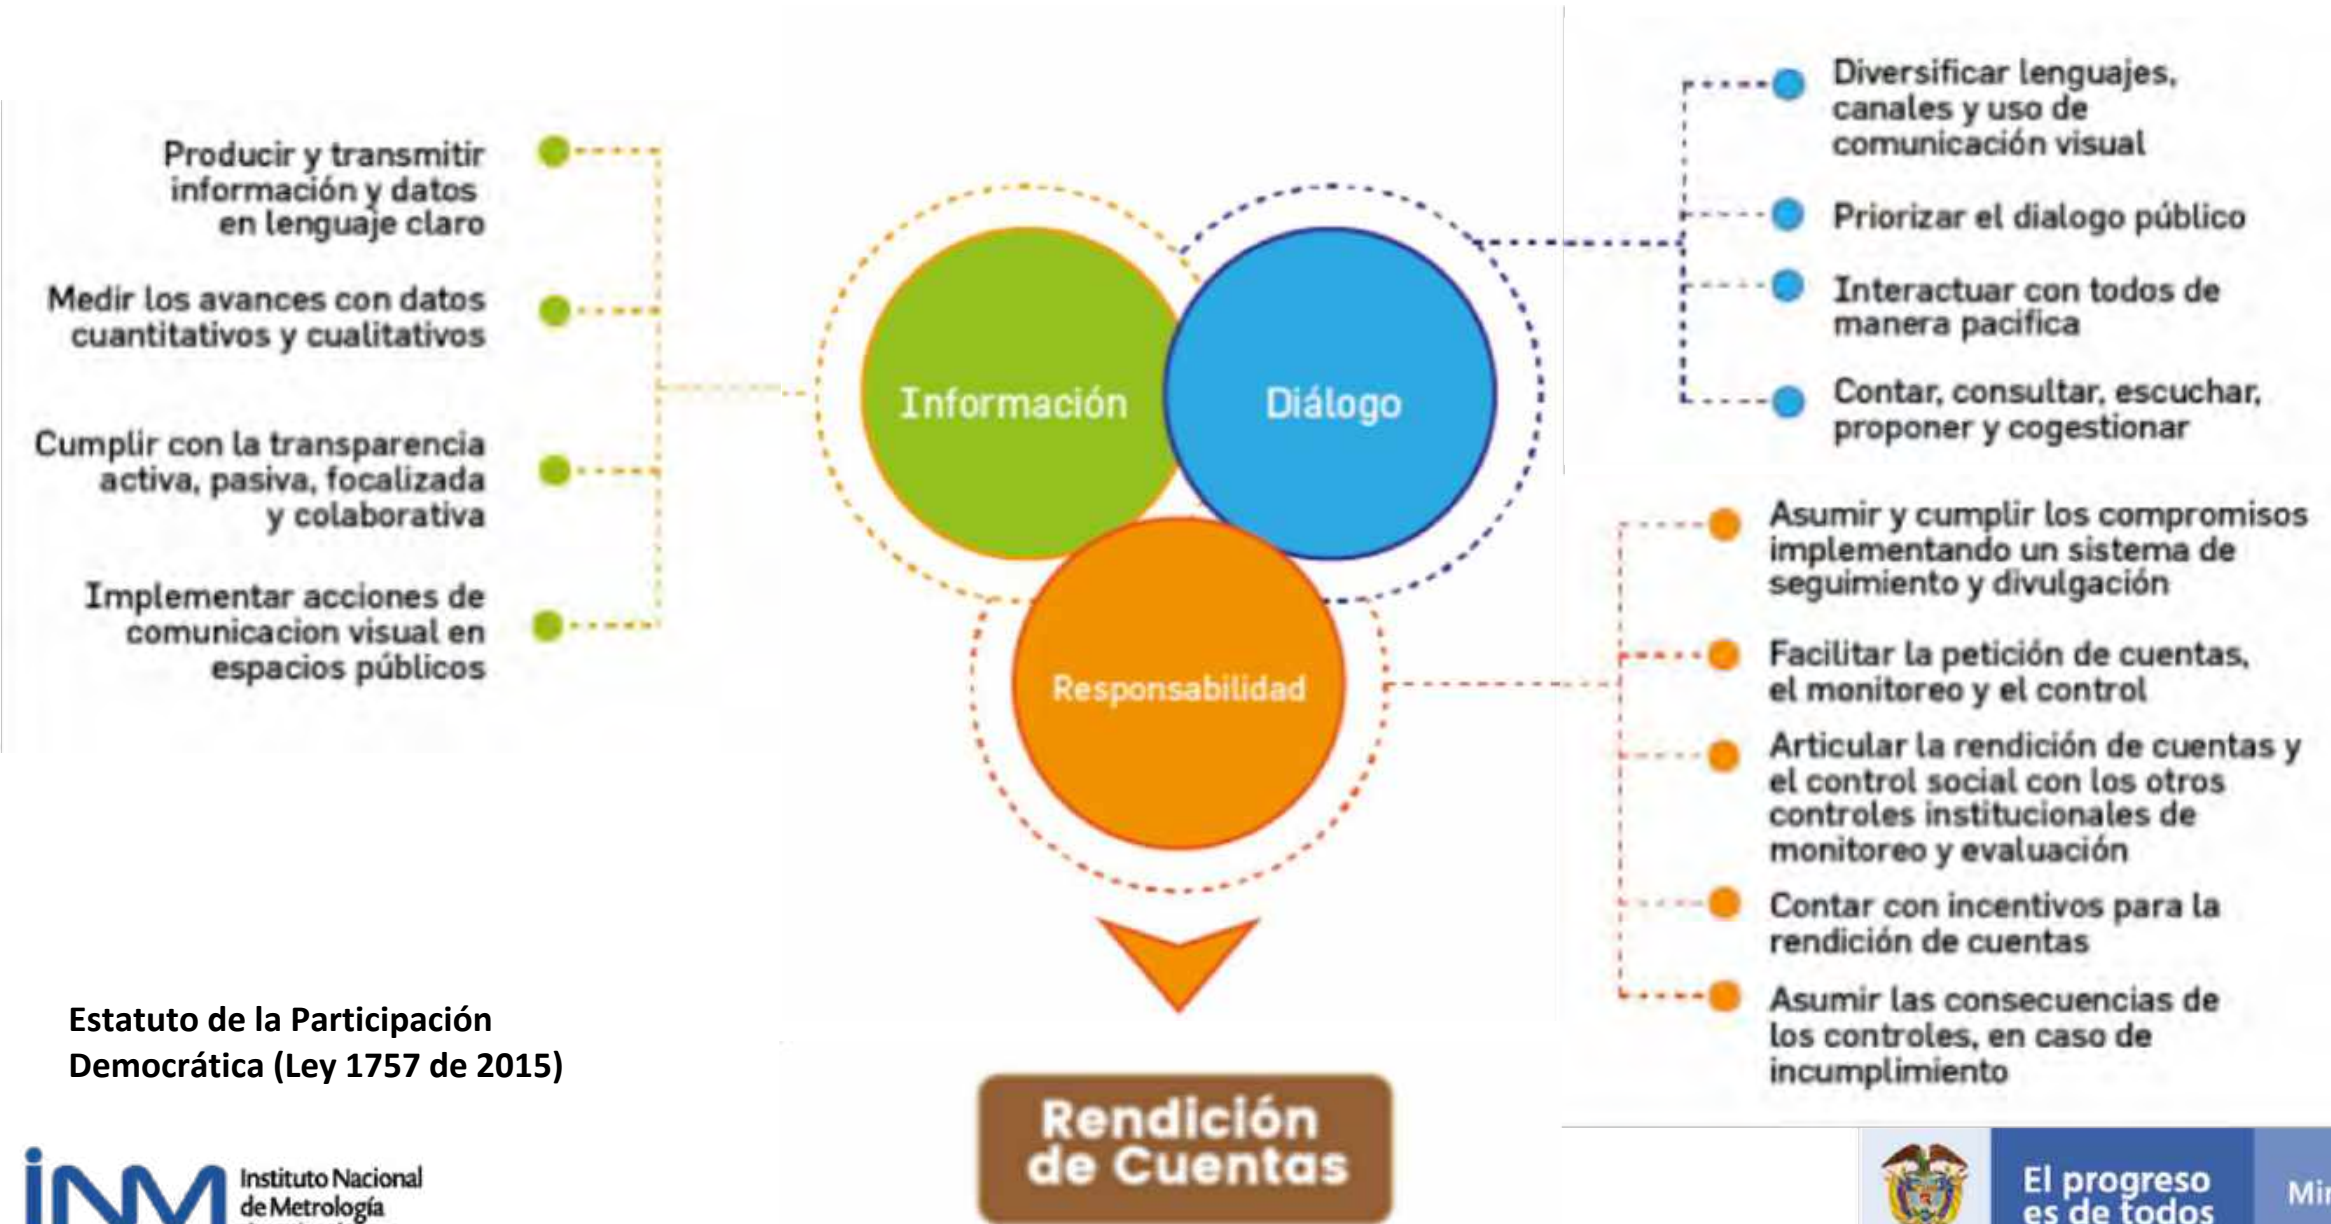 Producir y transmitir
información y datos
en lenguaje claro
Medir los avances con datos
cuantitativos y cualitativos
Cumplir con la transparencia
activa, pasiva, focalizada
y colaborativa
Implementar acciones de
comunicacion visual en
espacios públicos
Información
Diálogo
Responsabilidad
Diversificar lenguajes,
canales y uso de
comunicación visual
Priorizar el dialogo público
Interactuar con todos de
manera pacifica
Contar, consultar, escuchar,
proponer y cogestionar
Asumir y cumplir los compromisos
implementando un sistema de
seguimiento y divulgación
Facilitar la petición de cuentas,
el monitoreo y el control
Articular la rendición de cuentas y
el control social con los otros
controles institucionales de
monitoreo y evaluación
Contar con incentivos para la
rendición de cuentas
Asumir las consecuencias de
los controles, en caso de
incumplimiento
Estatuto de la Participación
Democrática (Ley 1757 de 2015)
Rendición
de Cuentas
iNM
Instituto Nacional
de Metrología
El progreso
es de todos